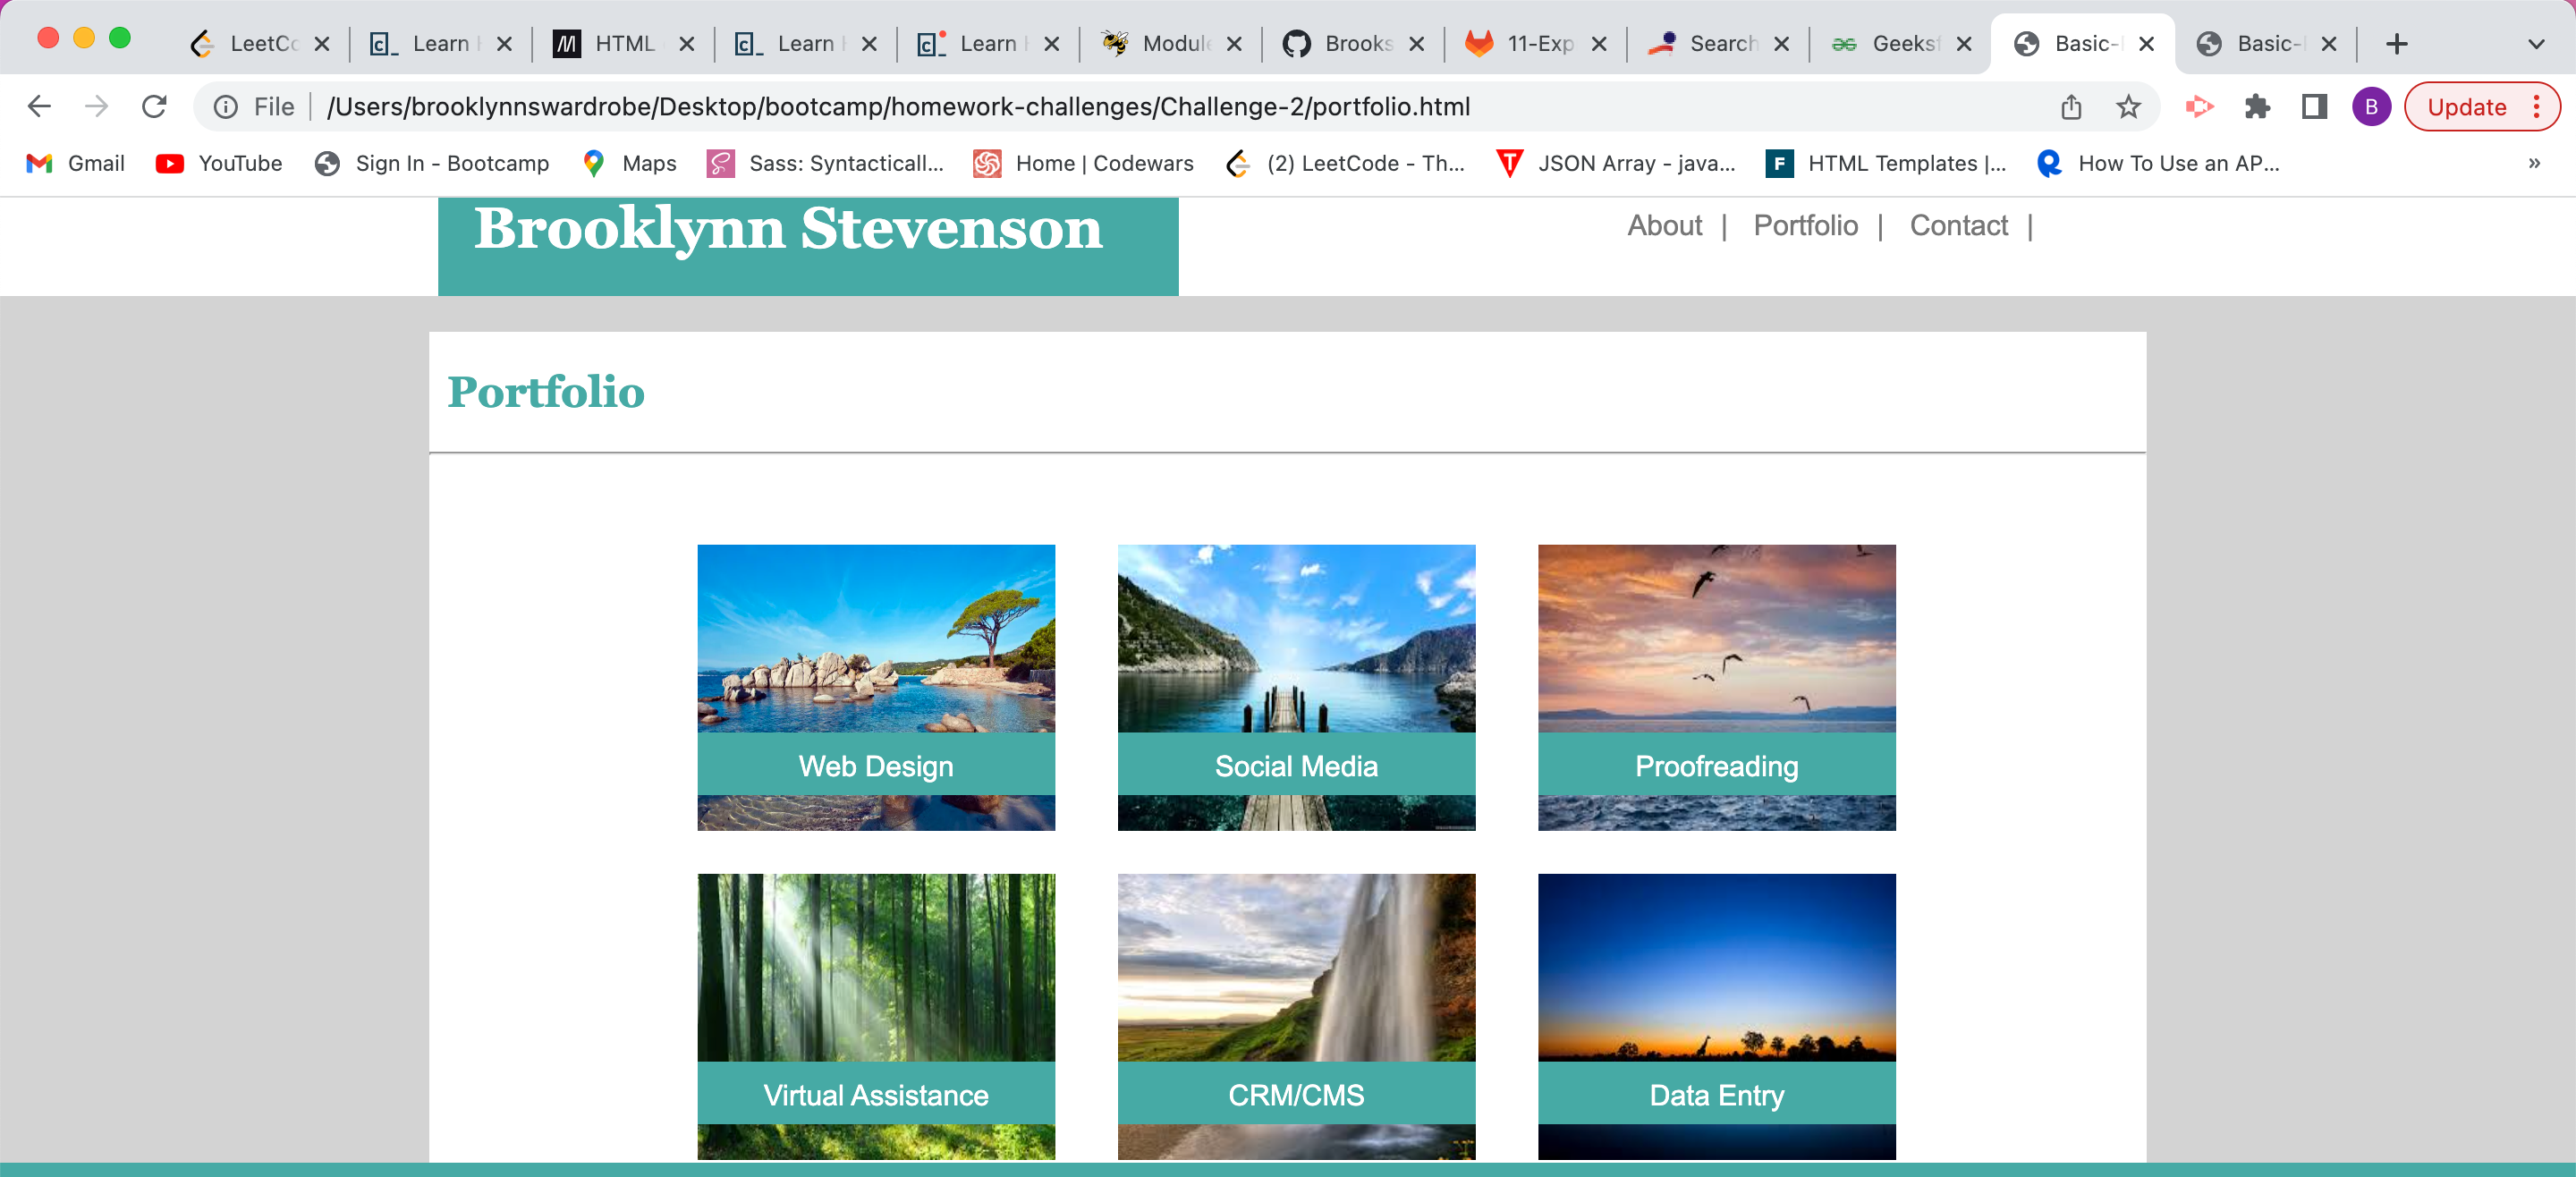 LeetCo
Learn
HTML
Learn
Learn
Module
Brooks
11-Exp
Search
Geeksf
Basic-
Basic-
File
/Users/brooklynnswardrobe/Desktop/bootcamp/homework-challenges/Challenge-2/portfolio.html
B
Update
Gmail
YouTube
Sign In - Bootcamp
Maps
Sass: Syntacticall...
Home | Codewars
(2) LeetCode - Th...
JSON Array - java...
HTML Templates |...
How To Use an AP...
»
Brooklynn Stevenson
About | Portfolio | Contact |
Portfolio
Web Design
Social Media
Proofreading
Virtual Assistance
CRM/CMS
Data Entry